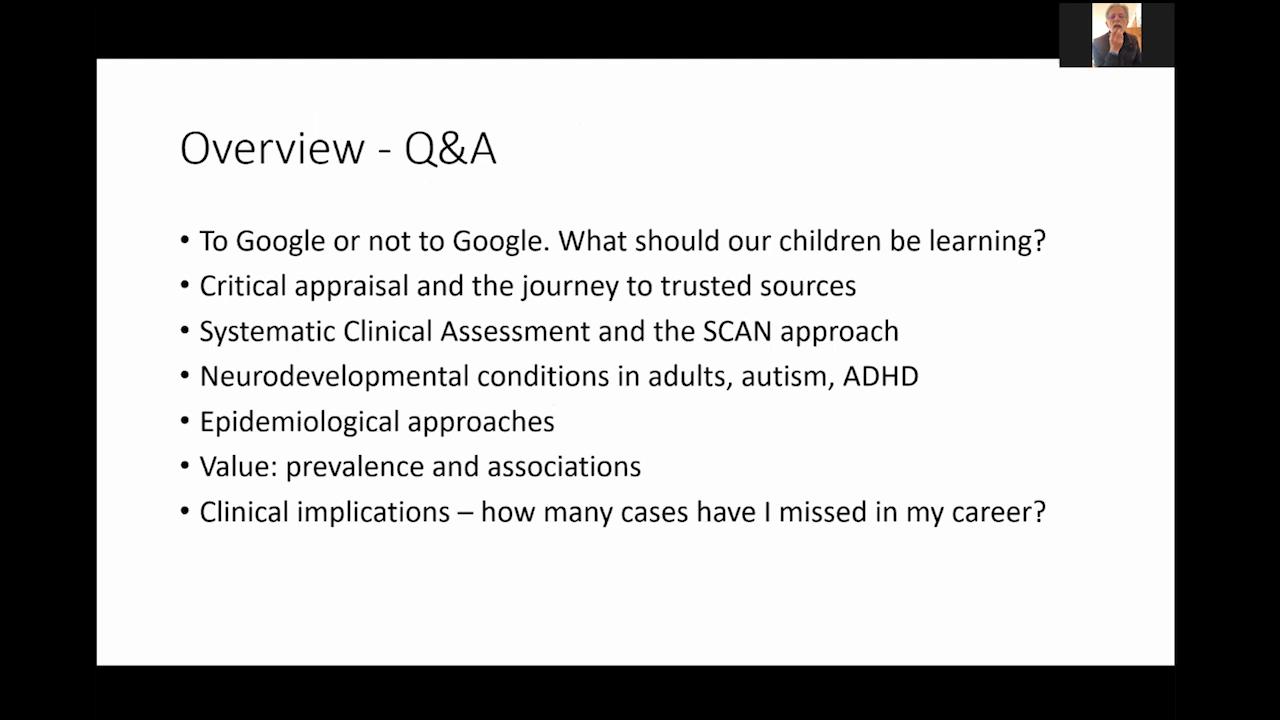 Overview - Q&A
• To Google or not to Google. What should our children be learning?
• Critical appraisal and the journey to trusted sources
• Systematic Clinical Assessment and the SCAN approach
• Neurodevelopmental conditions in adults, autism, ADHD
• Epidemiological approaches
• Value: prevalence and associations
• Clinical implications – how many cases have I missed in my career?